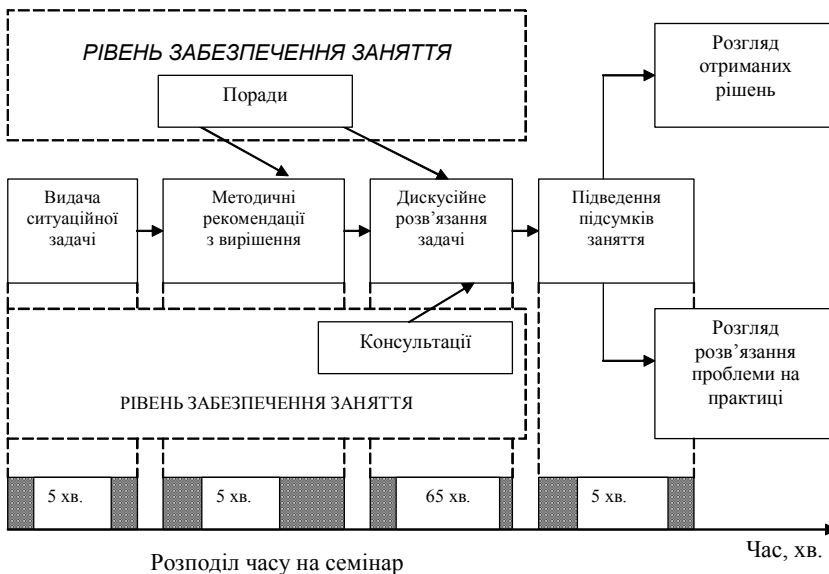 РІВЕНЬ ЗАБЕЗПЕЧЕННЯ ЗАНЯТТЯ
Поради
Розгляд
отриманих
рішень
Видача
ситуаційної
задачі
Методичні
рекомендації
з вирішення
Дискусійне
розв’язання
задачі
Підведення
підсумків
заняття
Консультації
РІВЕНЬ ЗАБЕЗПЕЧЕННЯ ЗАНЯТТЯ
Розгляд
розв’язання
проблеми на
практиці
5 хв.
5 хв.
65 хв.
5 хв.
Час, хв.
Розподіл часу на семінар